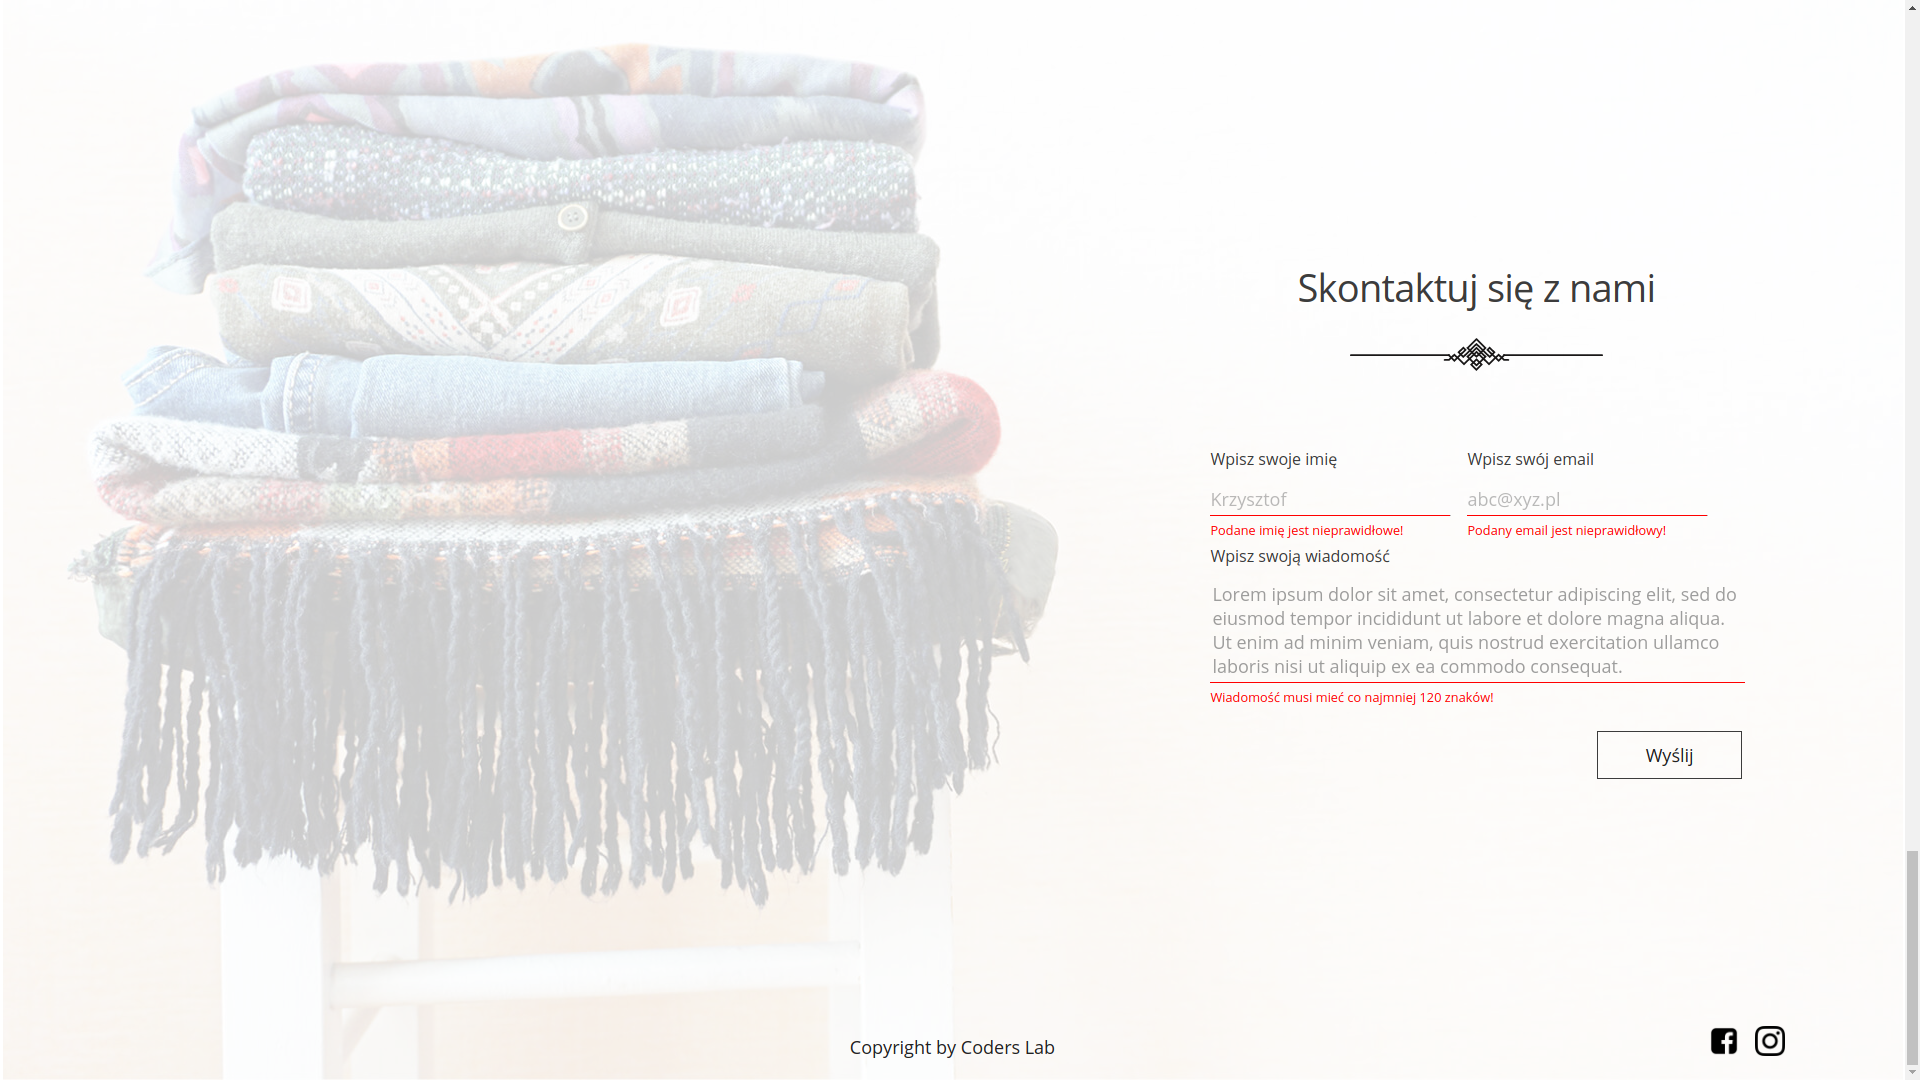 Skontaktuj się z nami
Wpisz swoje imię
Wpisz swój email
Krzysztof
abc@xyz.pl
Podane imię jest nieprawidłowe!
Podany email jest nieprawidłowy!
Wpisz swoją wiadomość
Lorem ipsum dolor sit amet, consectetur adipiscing elit, sed do
eiusmod tempor incididunt ut labore et dolore magna aliqua.
Ut enim ad minim veniam, quis nostrud exercitation ullamco
laboris nisi ut aliquip ex ea commodo consequat.
Wiadomość musi mieć co najmniej 120 znaków!
Wyślij
Copyright by Coders Lab